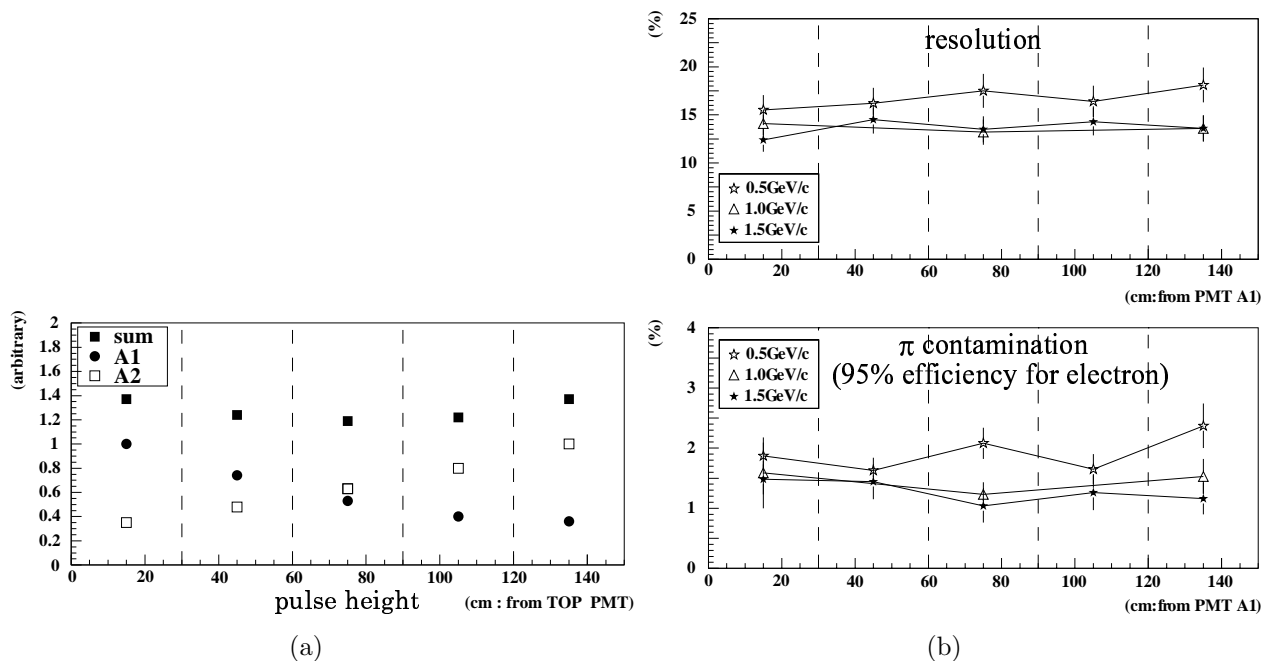 2
1.8
1.6
1.4
1.2
1
0.8
0.6
0.4
0.2
0
(arbitrary)
sum
A1
A2
0 20 40 60 80 100 120 140
pulse height (cm : from TOP PMT)
(a)
(%)
25
20
15
10
5
0
resolution
0.5GeV/c
1.0GeV/c
1.5GeV/c
0 20 40 60 80 100 120 140
(cm:from PMT A1)
(%)
4
3
2
1
0
π contamination
(95% efficiency for electron)
0.5GeV/c
1.0GeV/c
1.5GeV/c
0 20 40 60 80 100 120 140
(cm:from PMT A1)
(b)